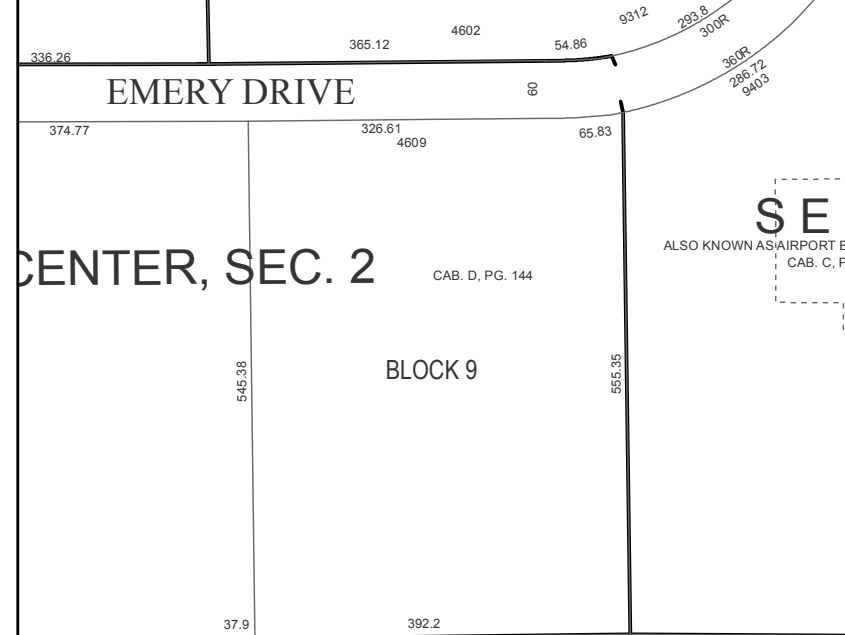 9312
293.8
300R
4602
365.12
54.86
336.26
360R
286.72
9403
EMERY DRIVE
60
374.77
326.61
65.83
4609
S E
ALSO KNOWN AS AIRPORT
CENTER, SEC. 2
CAB. D, PG. 144
CAB. C,
BLOCK 9
545.38
555.35
37.9
392.2